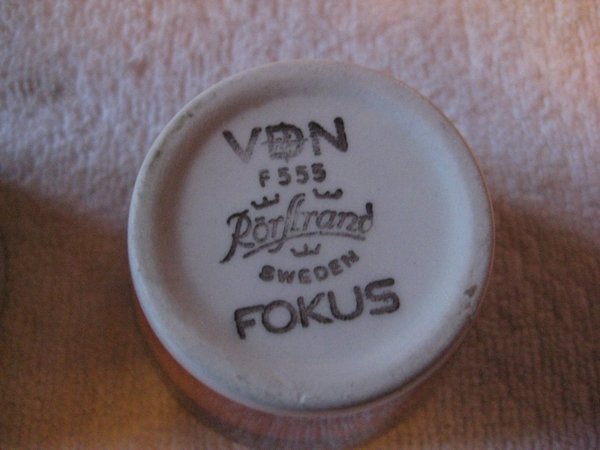 VDN
F555
Rörstrand
SWEDEN
FOKUS